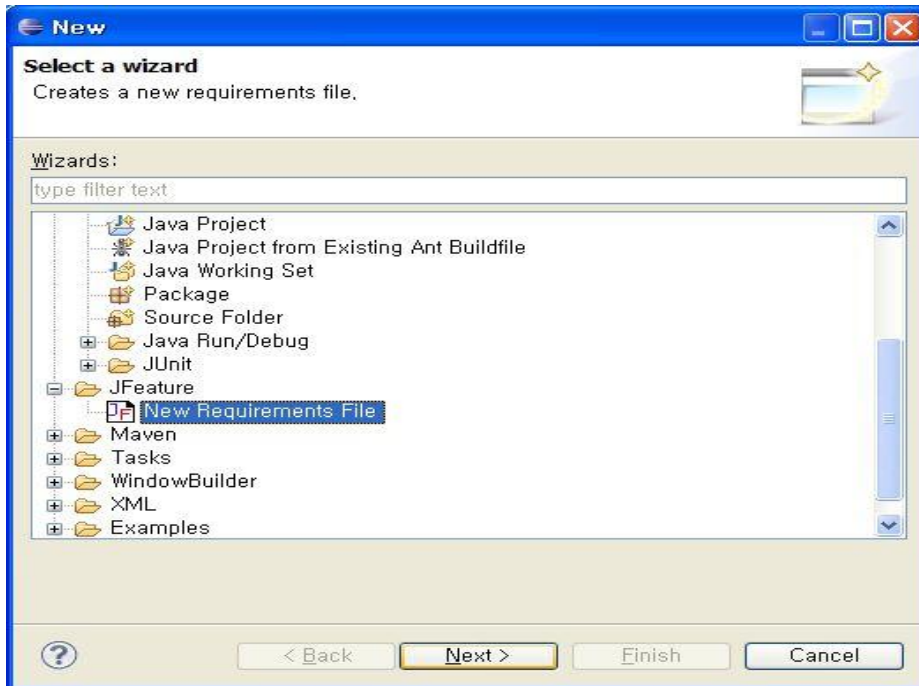 New
Select a wizard
Creates a new requirements file,
Wizards:
type filter text
Java Project
Java Project from Existing Ant Buildfile
Java Working Set
Package
Source Folder
Java Run/Debug
JUnit
JFeature
New Requirements File
Maven
Tasks
WindowBuilder
XML
Examples
? < Back Next > Finish Cancel